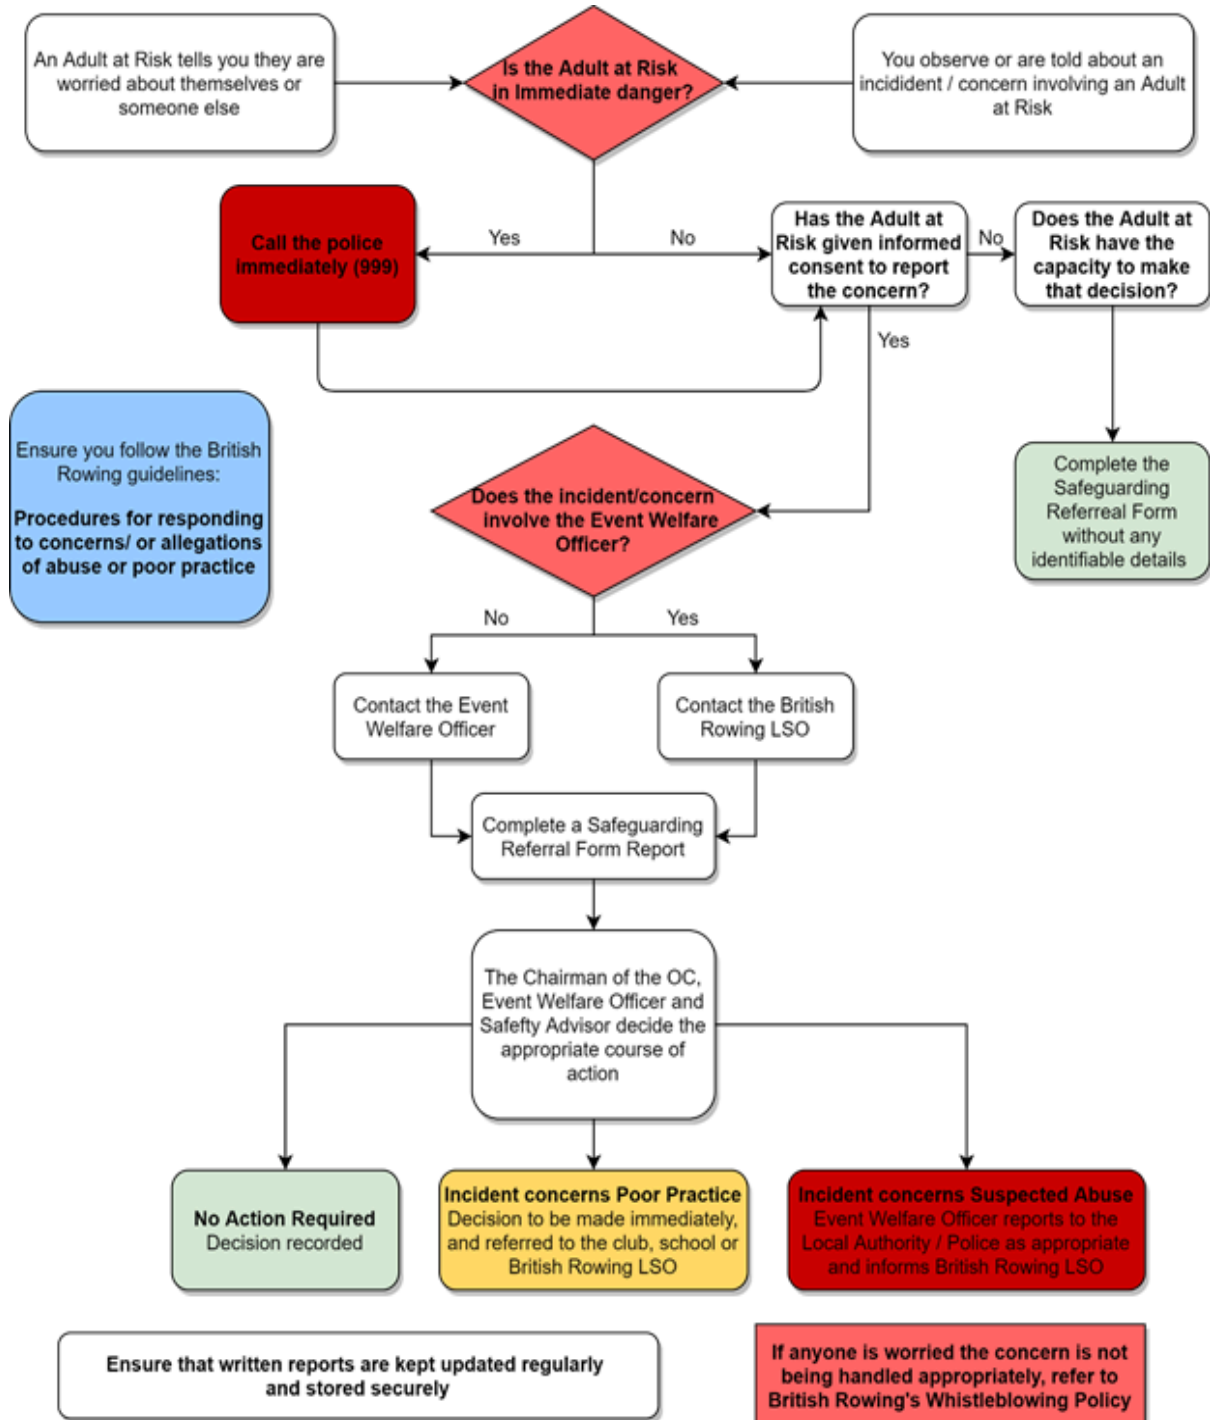 An Adult at Risk tells you they are
worried about themselves or
someone else
Is the Adult at Risk
in Immediate danger?
You observe or are told about an
incidident / concern involving an Adult
at Risk
Call the police
immediately (999)
Yes
No
Has the Adult at
Risk given informed
consent to report
the concern?
No
Does the Adult at
Risk have the
capacity to make
that decision?
Yes
Ensure you follow the British
Rowing guidelines:
Procedures for responding
to concerns/ or allegations
of abuse or poor practice
Does the incident/concern
involve the Event Welfare
Officer?
Complete the
Safeguarding
Referreal Form
without any
identifiable details
No
Yes
Contact the Event
Welfare Officer
Contact the British
Rowing LSO
Complete a Safeguarding
Referral Form Report
The Chairman of the OC,
Event Welfare Officer and
Safefty Advisor decide the
appropriate course of
action
No Action Required
Decision recorded
Incident concerns Poor Practice
Decision to be made immediately,
and referred to the club, school or
British Rowing LSO
Incident concerns Suspected Abuse
Event Welfare Officer reports to the
Local Authority / Police as appropriate
and informs British Rowing LSO
Ensure that written reports are kept updated regularly
and stored securely
If anyone is worried the concern is not
being handled appropriately, refer to
British Rowing's Whistleblowing Policy